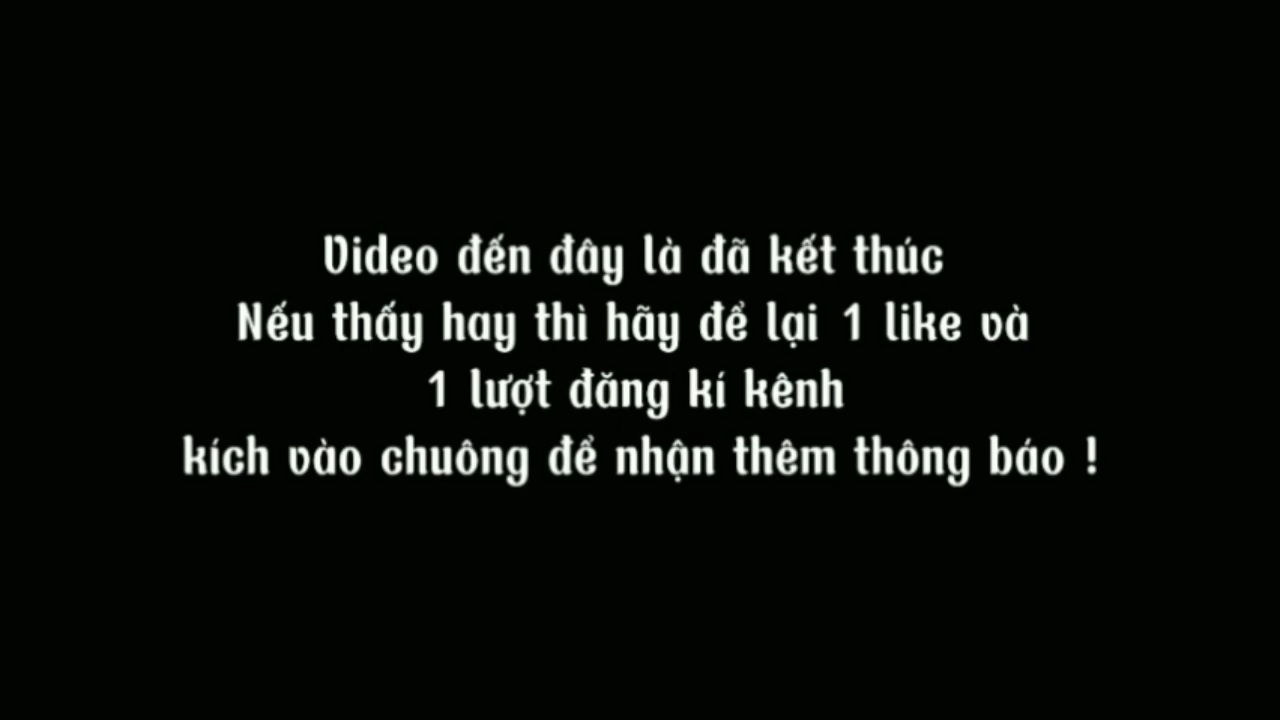 Video đến đây là đã kết thúc
Nếu thấy hay thì hãy để lại 1 like và
1 lượt đăng kí kênh
kích vào chuông để nhận thêm thông báo !